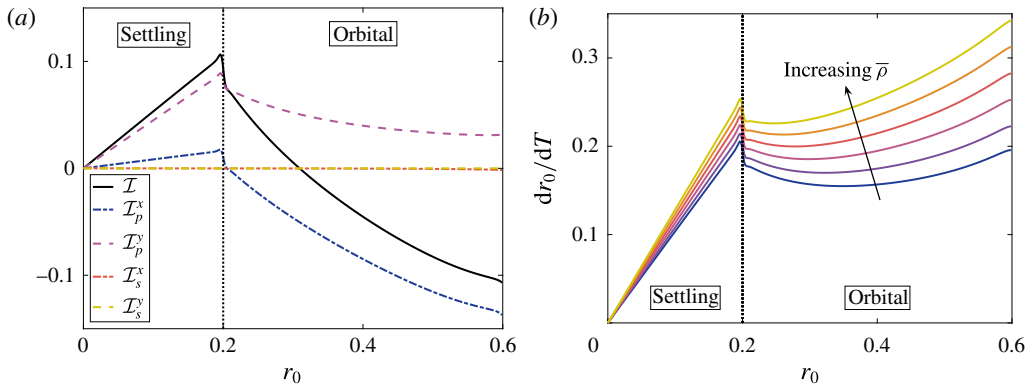 (a)
Settling
Orbital
0.1
0
−0.1
ℐ
ℐ_p^x
ℐ_p^y
ℐ_s^x
ℐ_s^y
0
0.2
0.4
0.6
r₀
(b)
0.3
0.2
0.1
dr₀/dT
Increasing ρ̅
Settling
Orbital
0
0.2
0.4
0.6
r₀